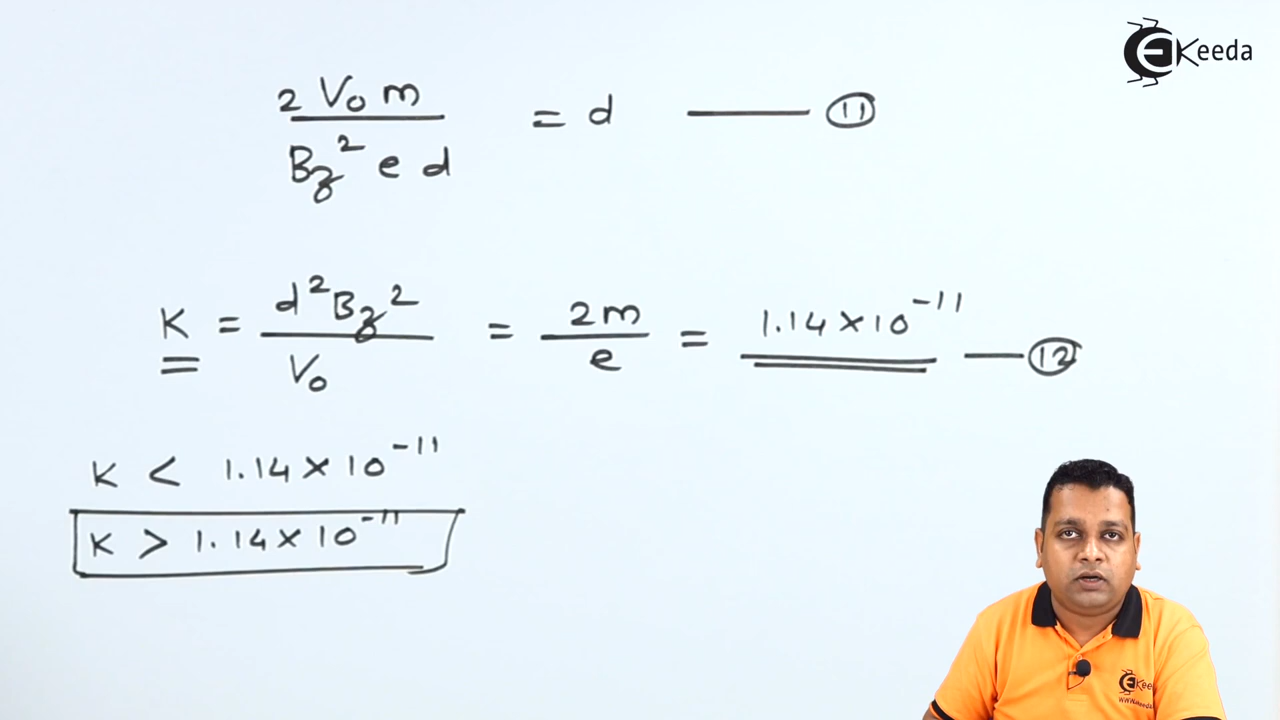 EKeeda
2 V₀ m / Bz² e d = d —— ⑪
K = d² Bz² / V₀ = 2m / e = 1.14 × 10⁻¹¹ — ⑫
K < 1.14 × 10⁻¹¹
K > 1.14 × 10⁻¹¹